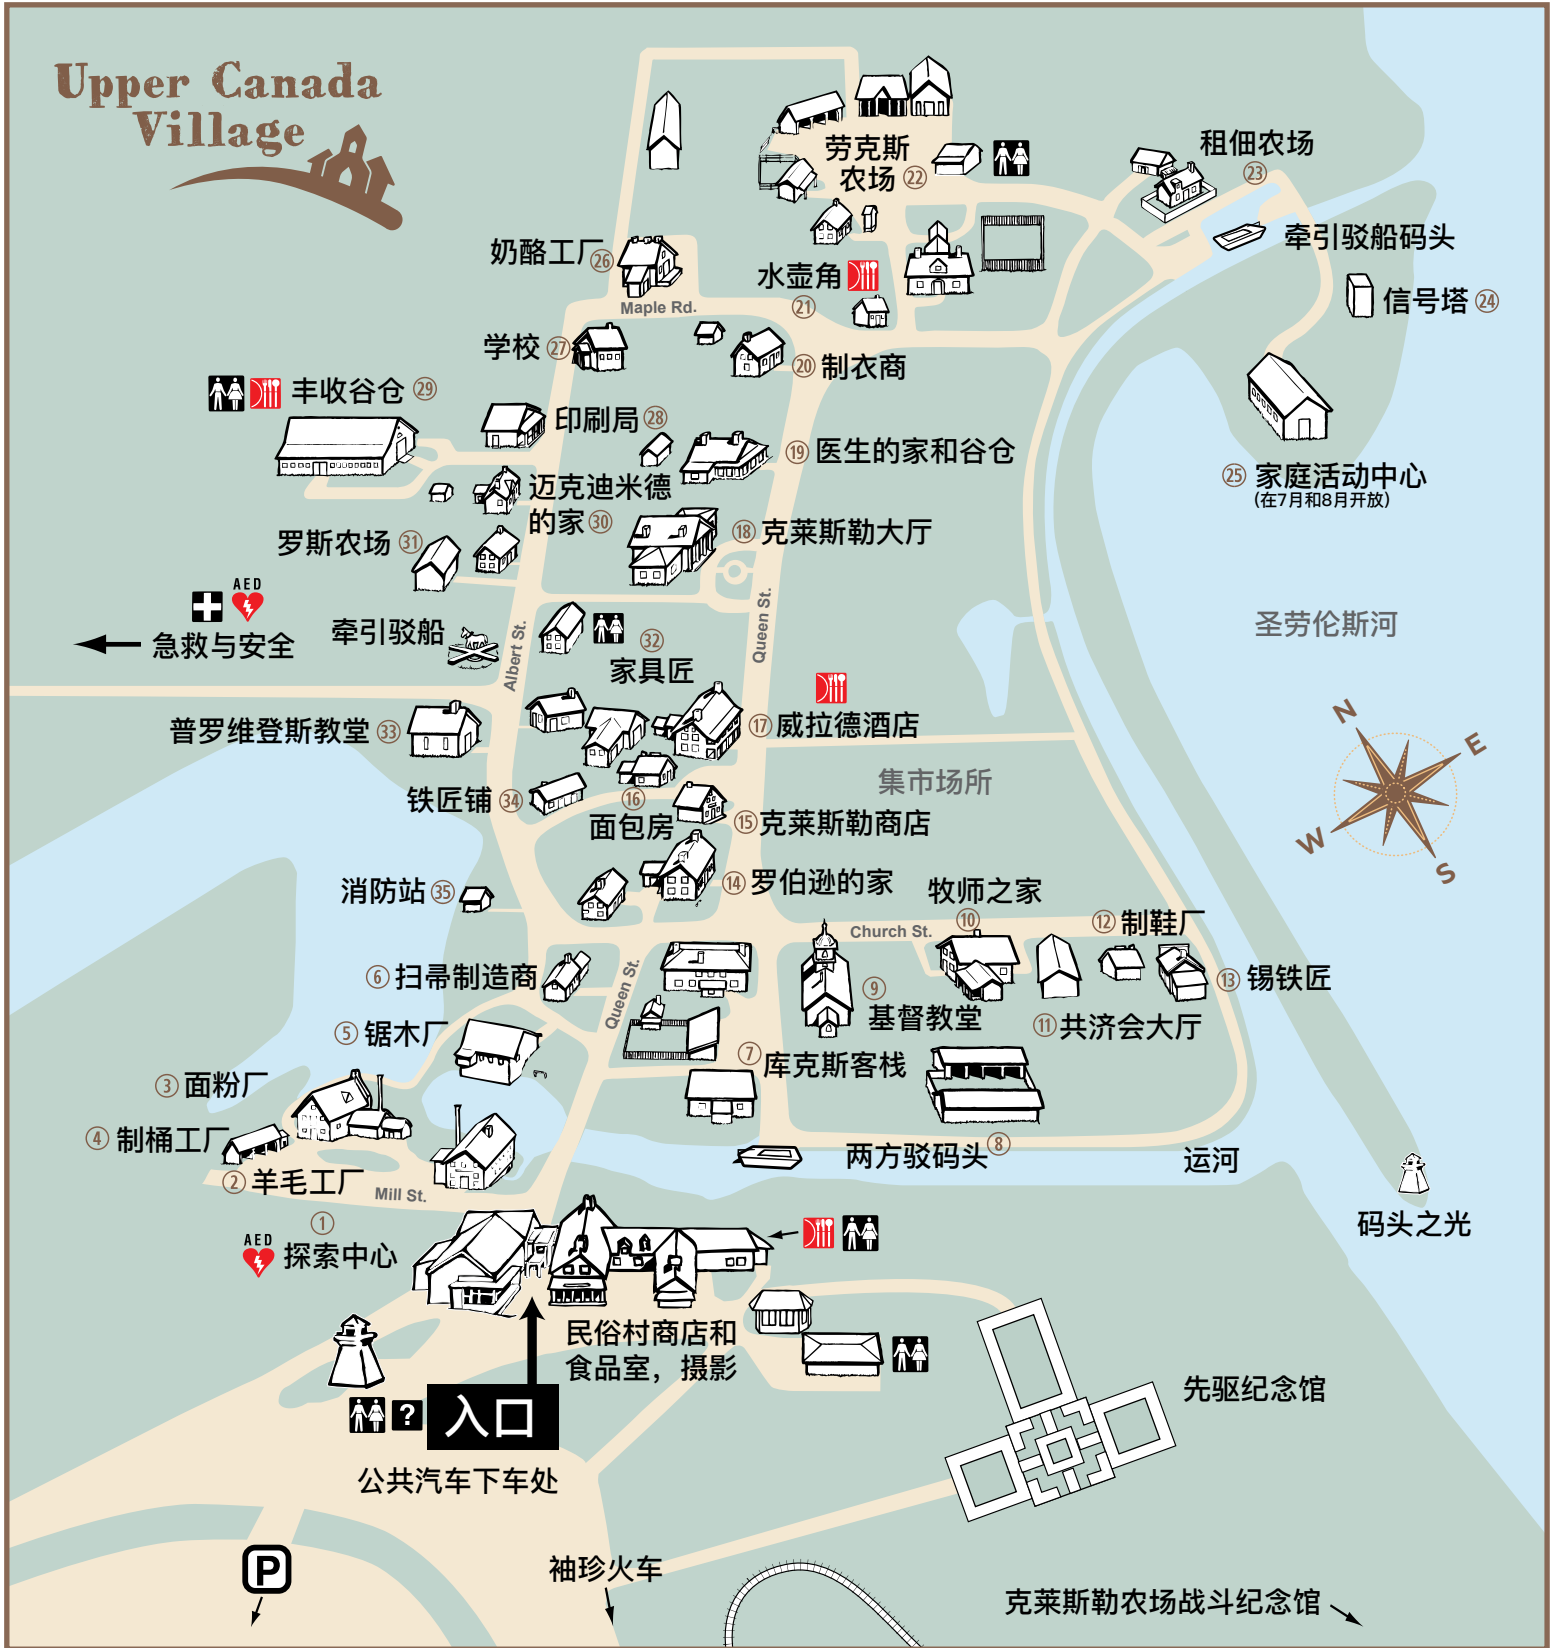 Upper Canada
Village
劳克斯
农场 22
租佃农场
23
牵引驳船码头
奶酪工厂 26
水壶角
21
信号塔 24
Maple Rd.
学校 27
20 制衣商
丰收谷仓 29
印刷局 28
19 医生的家和谷仓
25 家庭活动中心
(在7月和8月开放)
迈克迪米德
的家 30
18 克莱斯勒大厅
罗斯农场 31
AED
急救与安全
牵引驳船
Albert St.
Queen St.
32
家具匠
圣劳伦斯河
普罗维登斯教堂 33
17 威拉德酒店
N
E
W
S
集市场所
铁匠铺 34
16
面包房
15 克莱斯勒商店
消防站 35
14 罗伯逊的家
牧师之家
10
12 制鞋厂
Church St.
6 扫帚制造商
Queen St.
9
基督教堂
13 锡铁匠
11 共济会大厅
5 锯木厂
7 库克斯客栈
3 面粉厂
4 制桶工厂
两方驳码头 8
运河
2 羊毛工厂
Mill St.
1
AED
探索中心
码头之光
民俗村商店和
食品室，摄影
?
入口
先驱纪念馆
公共汽车下车处
P
袖珍火车
克莱斯勒农场战斗纪念馆